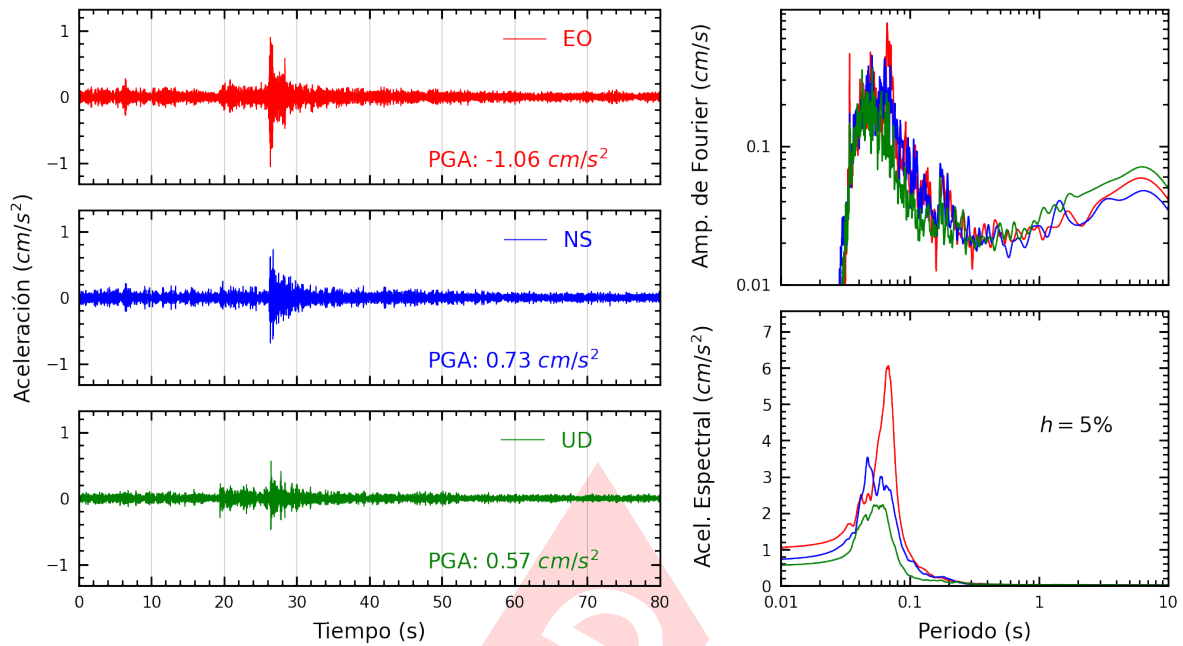 Aceleración (cm/s²)
1
0
−1
EO
PGA: -1.06 cm/s²
1
0
−1
NS
PGA: 0.73 cm/s²
1
0
−1
UD
PGA: 0.57 cm/s²
0 10 20 30 40 50 60 70 80
Tiempo (s)
Amp. de Fourier (cm/s)
0.1
0.01
Acel. Espectral (cm/s²)
7
6
5
4
3
2
1
0
h = 5%
0.01 0.1 1 10
Periodo (s)